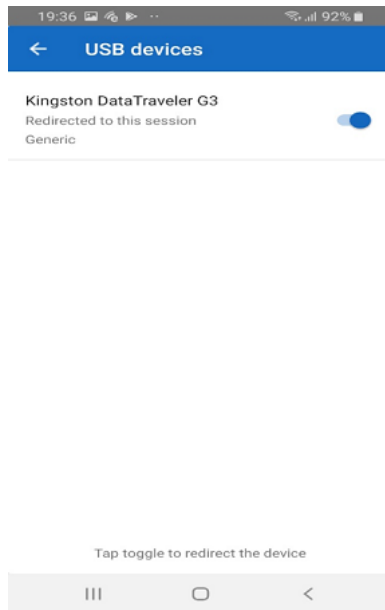 19:36 92%
USB devices
Kingston DataTraveler G3
Redirected to this session
Generic
Tap toggle to redirect the device